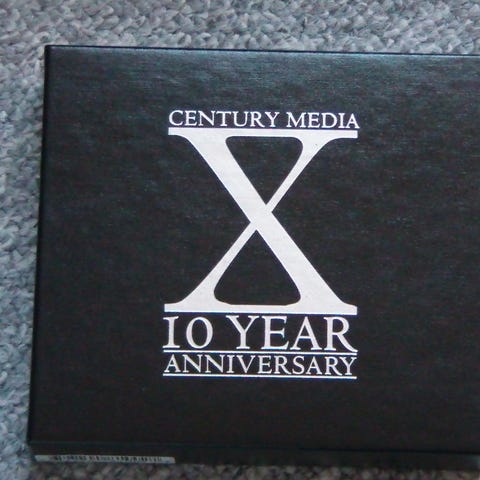 CENTURY MEDIA
X
10 YEAR
ANNIVERSARY